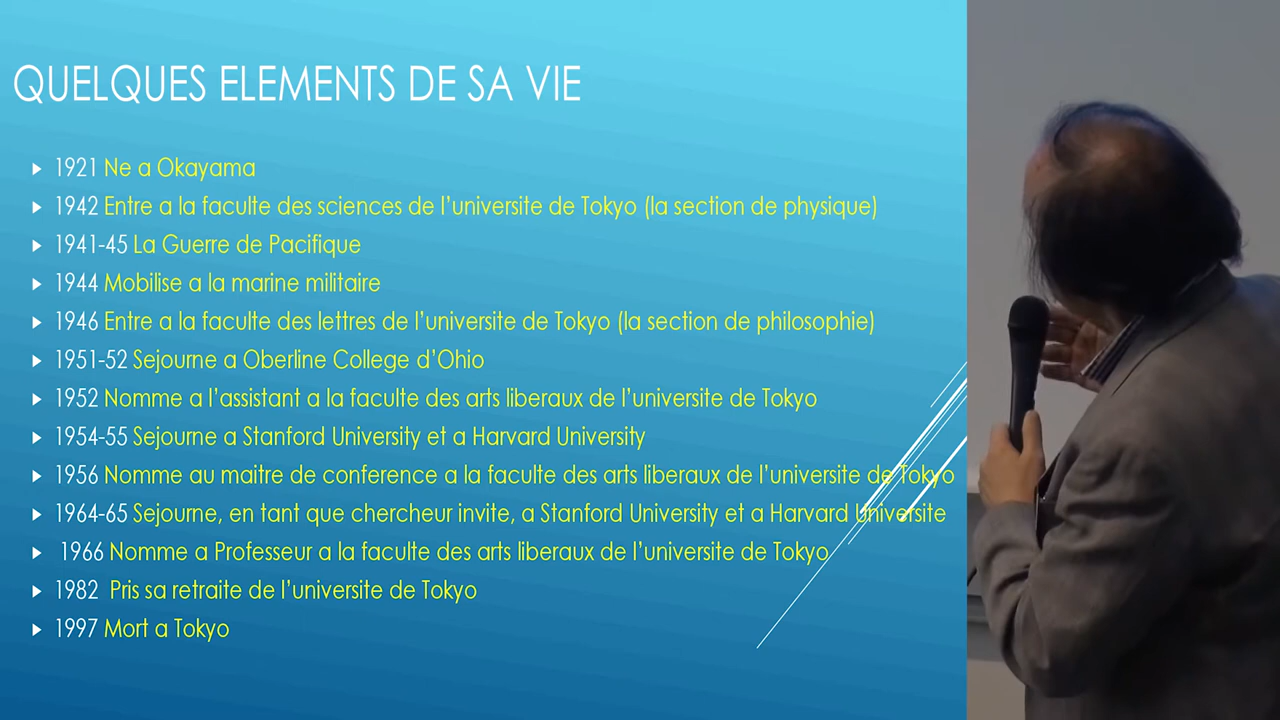 QUELQUES ELEMENTS DE SA VIE
1921 Ne a Okayama
1942 Entre a la faculte des sciences de l'universite de Tokyo (la section de physique)
1941-45 La Guerre de Pacifique
1944 Mobilise a la marine militaire
1946 Entre a la faculte des lettres de l'universite de Tokyo (la section de philosophie)
1951-52 Sejourne a Oberline College d'Ohio
1952 Nomme a l'assistant a la faculte des arts liberaux de l'universite de Tokyo
1954-55 Sejourne a Stanford University et a Harvard University
1956 Nomme au maitre de conference a la faculte des arts liberaux de l'universite de Tokyo
1964-65 Sejourne, en tant que chercheur invite, a Stanford University et a Harvard Universite
1966 Nomme a Professeur a la faculte des arts liberaux de l'universite de Tokyo
1982 Pris sa retraite de l'universite de Tokyo
1997 Mort a Tokyo